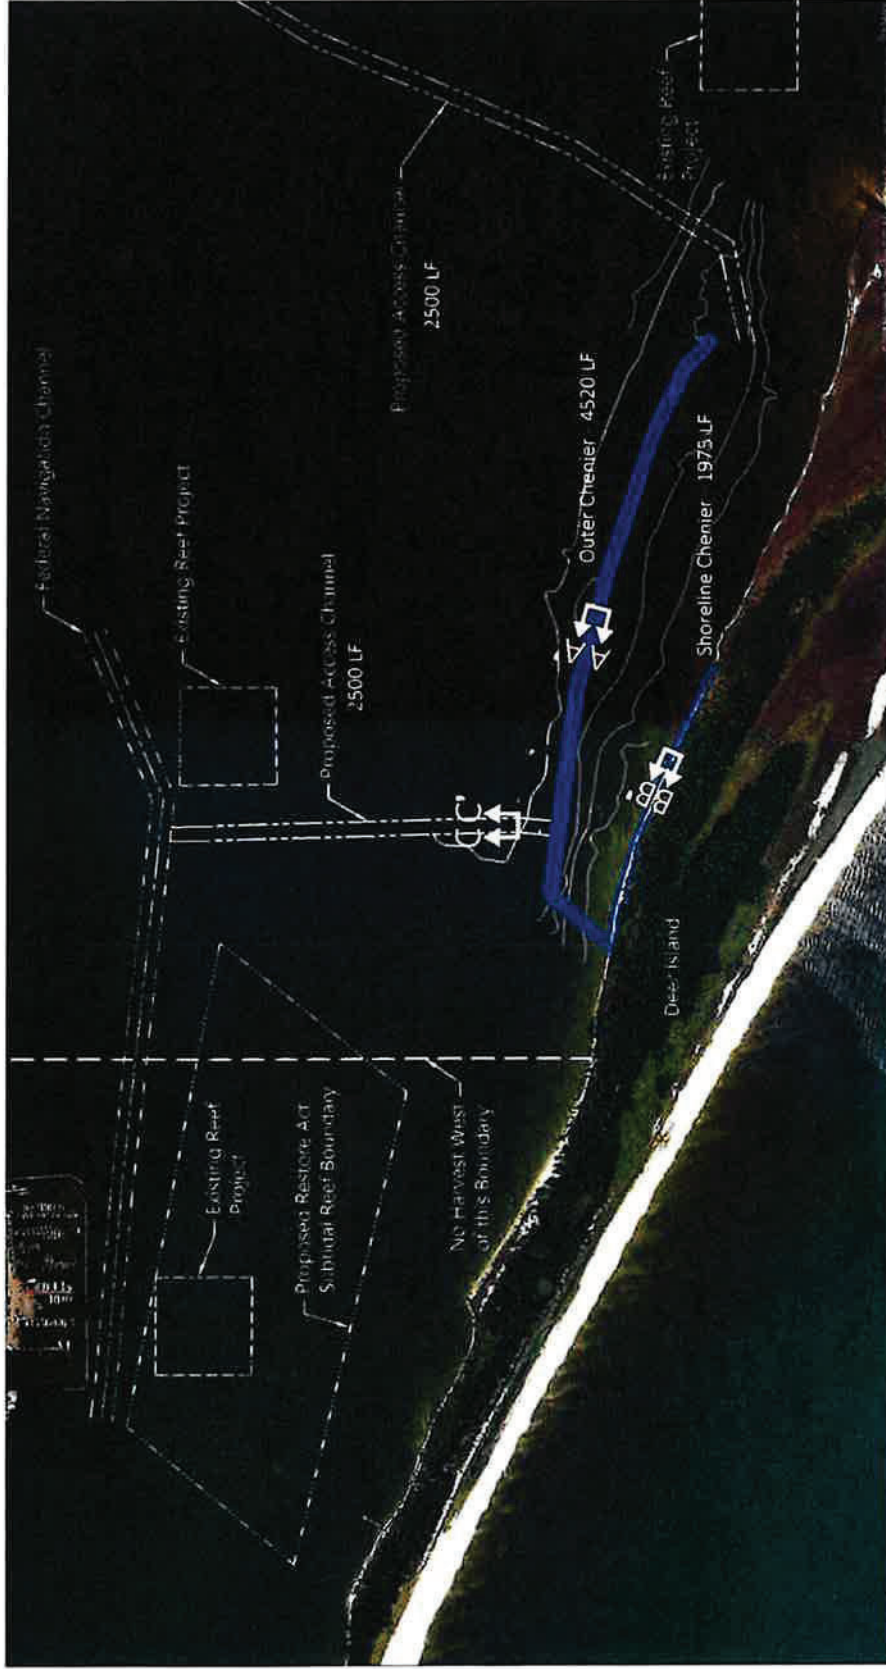 Federal Navigation Channel
Existing Reef Project
Proposed Access Channel
2500 LF
Proposed Access Channel
2500 LF
Existing Reef
Project
Existing Reef
Project
Proposed Restore Act
Subtidal Reef Boundary
No Harvest West
of this Boundary
C C'
A A'
Outer Chenier 4520 LF
B B'
Shoreline Chenier 1975 LF
Deer Island